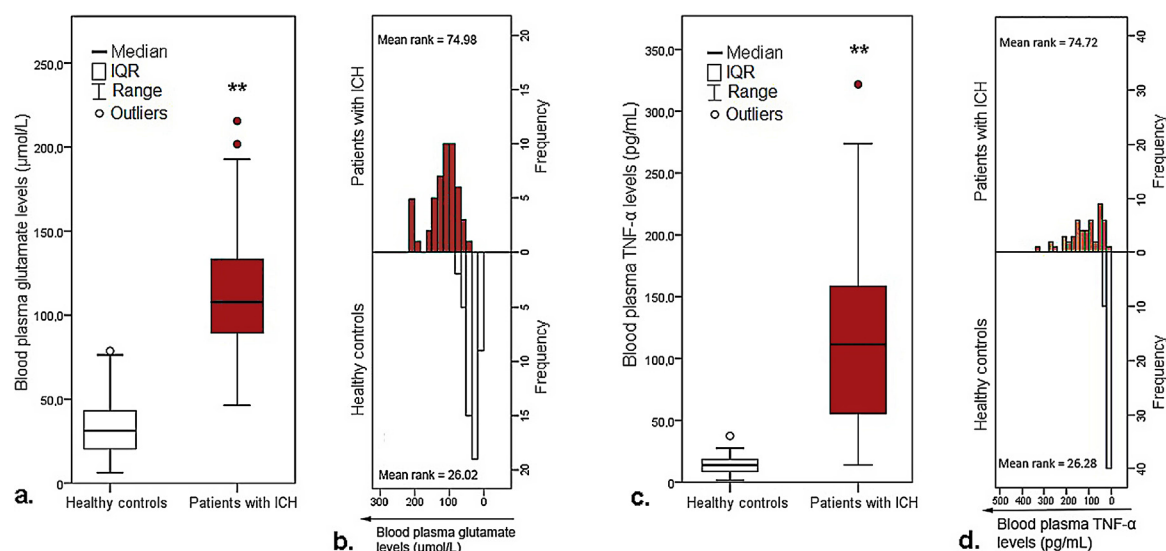 Blood plasma glutamate levels (µmol/L)
250,0
200,0
150,0
100,0
50,0
0
Median
IQR
Range
Outliers
**
Healthy controls
Patients with ICH
a.
Mean rank = 74.98
Patients with ICH
Healthy controls
Mean rank = 26.02
20
15
10
5
0
5
10
15
20
Frequency
Frequency
300
200
100
0
Blood plasma glutamate
levels (umol/L)
b.
Blood plasma TNF-α levels (pg/mL)
350,0
300,0
250,0
200,0
150,0
100,0
50,0
0
Median
IQR
Range
Outliers
**
Healthy controls
Patients with ICH
c.
Mean rank = 74.72
Patients with ICH
Healthy controls
Mean rank = 26.28
40
30
20
10
0
10
20
30
40
Frequency
Frequency
500
400
300
200
100
0
Blood plasma TNF-α
levels (pg/mL)
d.